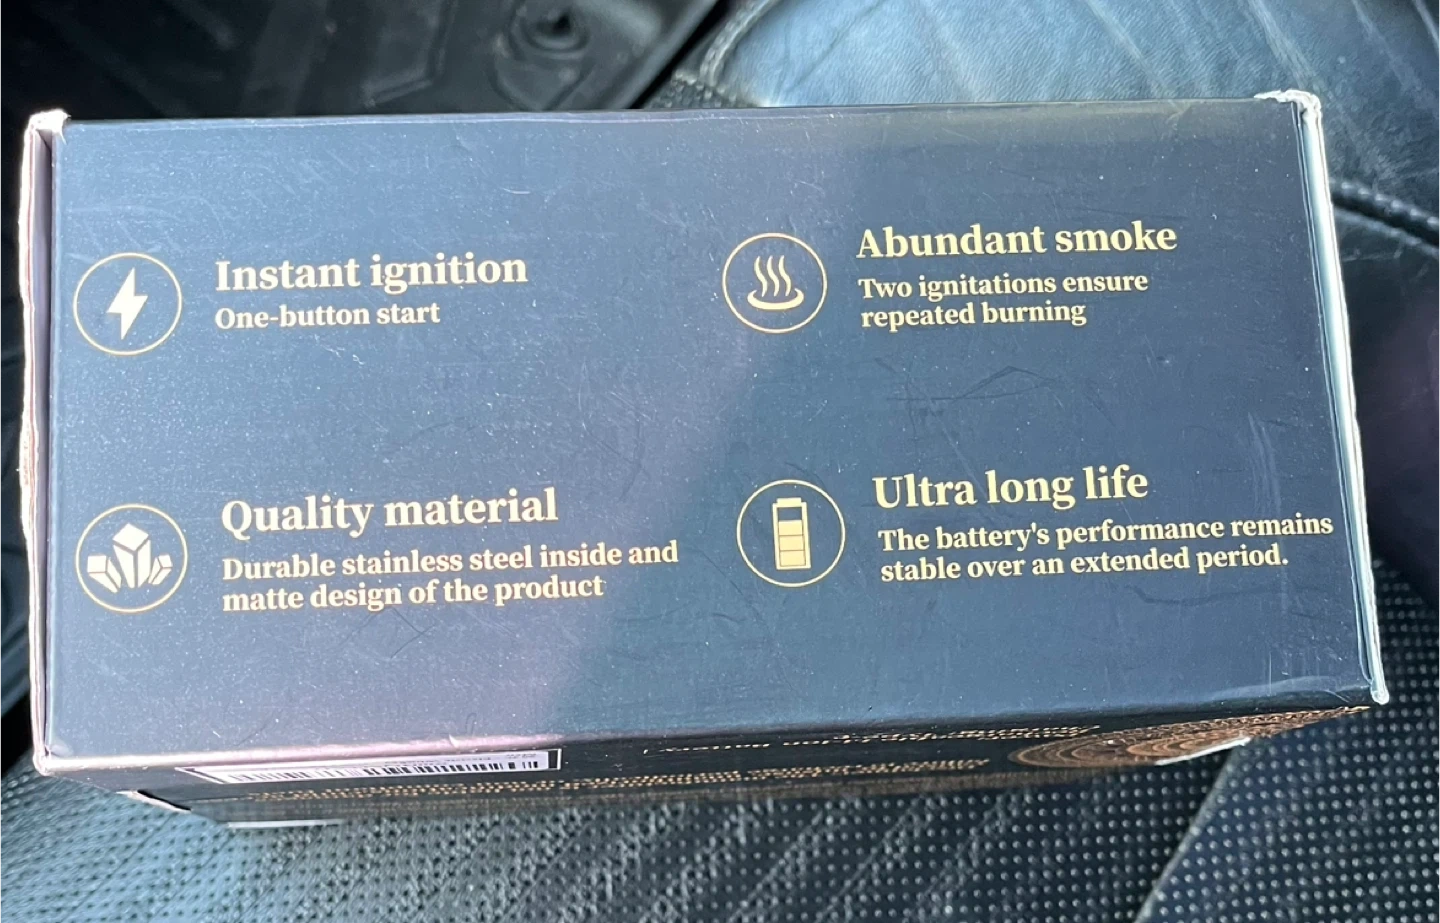 Instant ignition
One-button start
Abundant smoke
Two ignitations ensure
repeated burning
Quality material
Durable stainless steel inside and
matte design of the product
Ultra long life
The battery's performance remains
stable over an extended period.